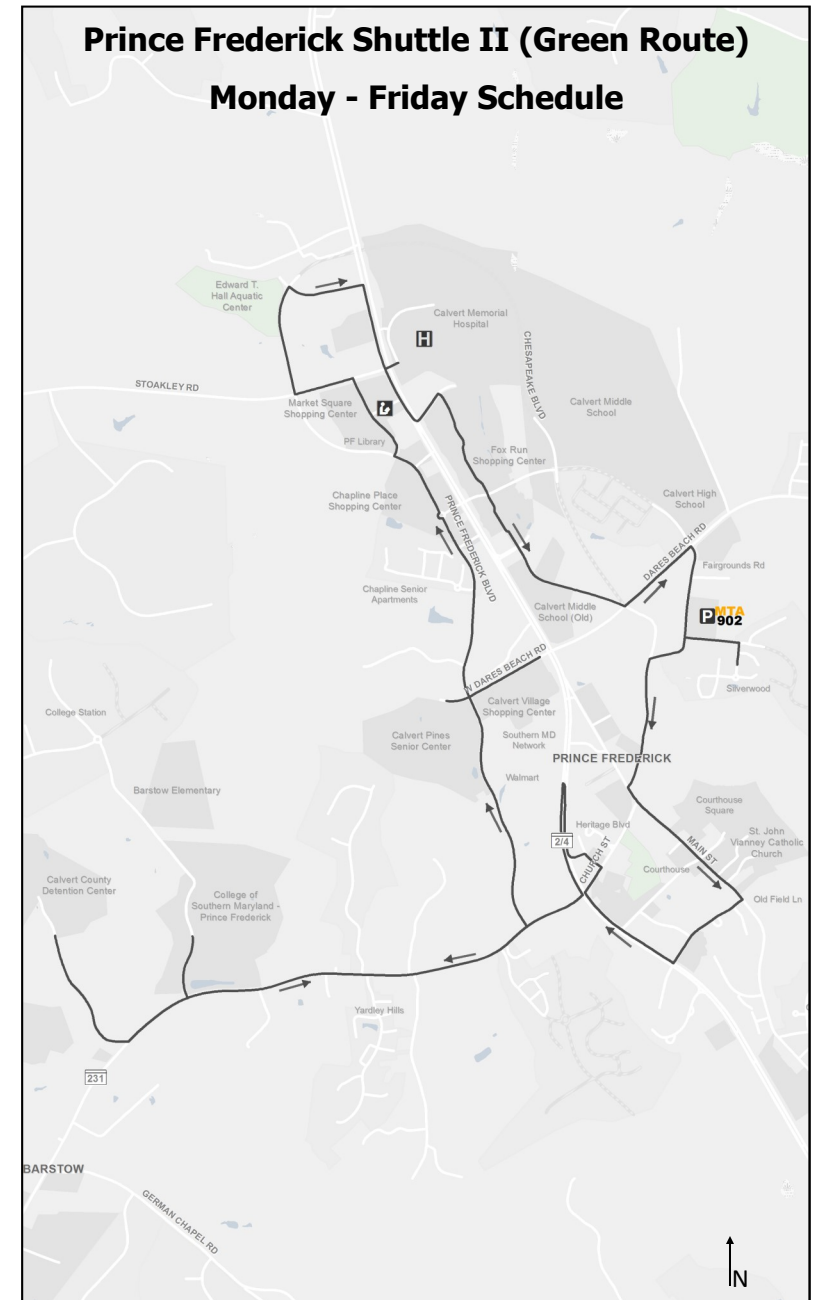 Prince Frederick Shuttle II (Green Route)
Monday - Friday Schedule
Edward T.
Hall Aquatic
Center
Calvert Memorial
Hospital
H
CHESAPEAKE BLVD
STOAKLEY RD
Market Square
Shopping Center
Calvert Middle
School
PF Library
Fox Run
Shopping Center
Chapline Place
Shopping Center
PRINCE FREDERICK BLVD
Calvert High
School
DARES BEACH RD
Fairgrounds Rd
Chapline Senior
Apartments
Calvert Middle
School (Old)
P
MTA
902
W DARES BEACH RD
Silverwood
College Station
Calvert Village
Shopping Center
Calvert Pines
Senior Center
Southern MD
Network
PRINCE FREDERICK
Walmart
Barstow Elementary
Courthouse
Square
Heritage Blvd
2/4
CHURCH ST
MAIN ST
St. John
Vianney Catholic
Church
Courthouse
Calvert County
Detention Center
College of
Southern Maryland -
Prince Frederick
Old Field Ln
Yardley Hills
231
BARSTOW
GERMAN CHAPEL RD
N